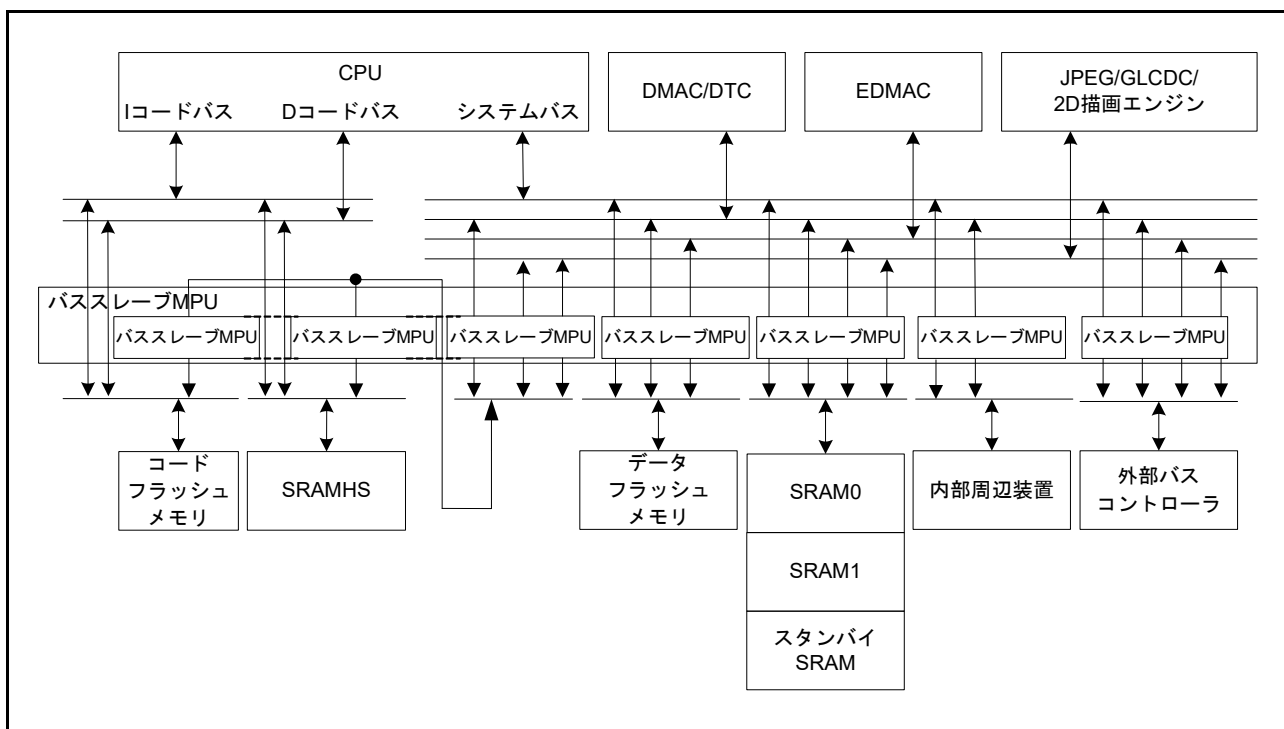 CPU
Iコードバス
Dコードバス
システムバス
DMAC/DTC
EDMAC
JPEG/GLCDC/
2D描画エンジン
バススレーブMPU
バススレーブMPU
バススレーブMPU
バススレーブMPU
バススレーブMPU
バススレーブMPU
バススレーブMPU
バススレーブMPU
コード
フラッシュ
メモリ
SRAMHS
データ
フラッシュ
メモリ
SRAM0
SRAM1
スタンバイ
SRAM
内部周辺装置
外部バス
コントローラ